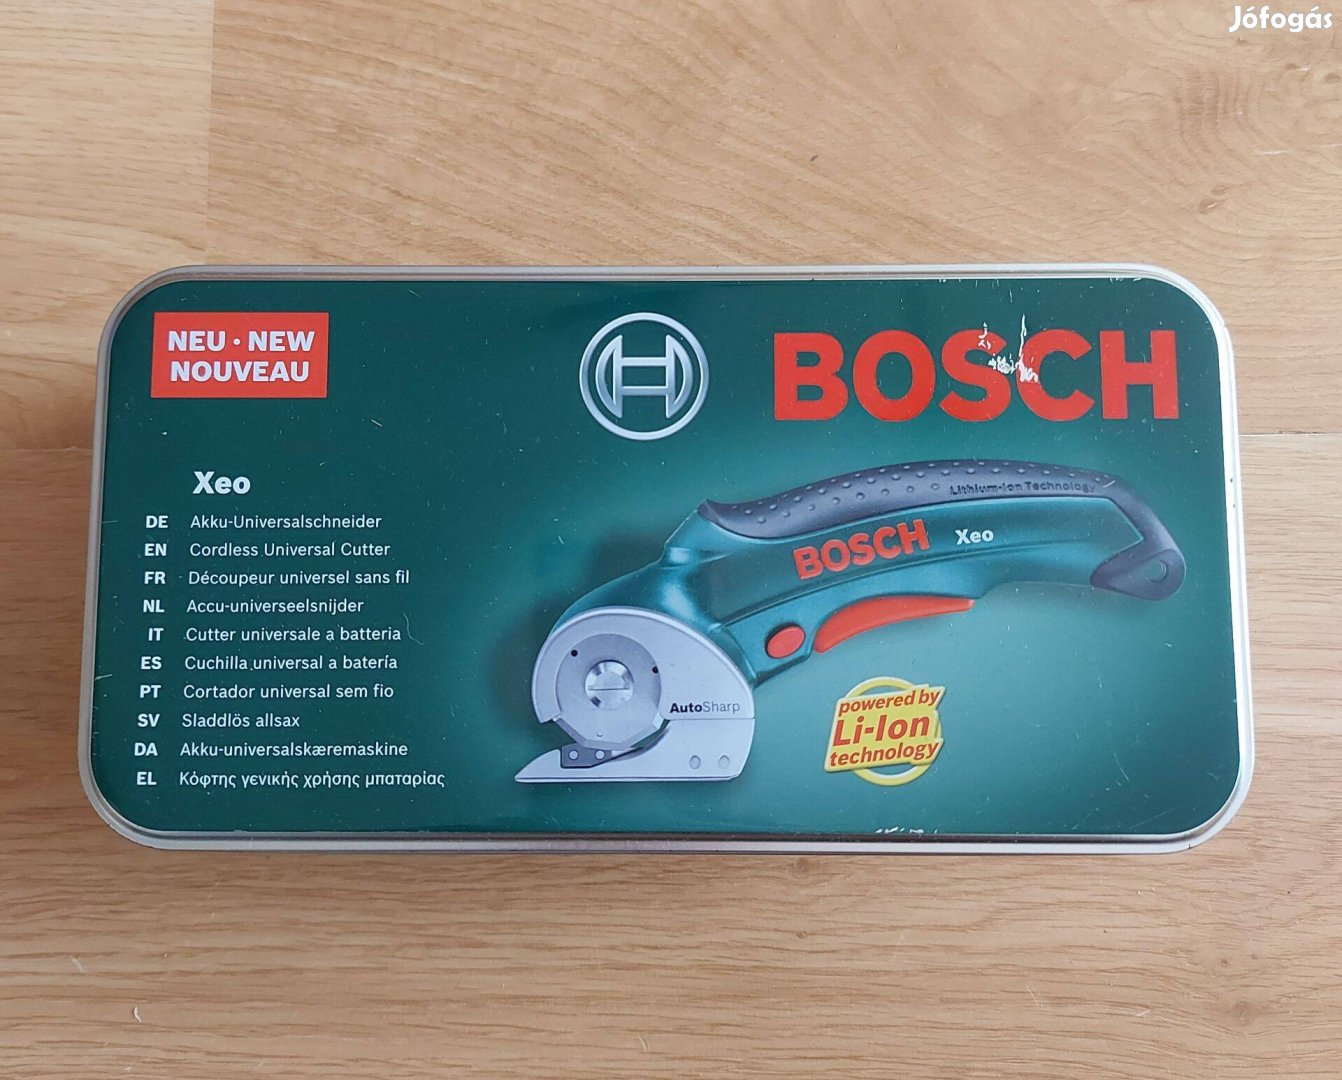 Jófogás
NEU · NEW
NOUVEAU
BOSCH
Xeo
DE Akku-Universalschneider
EN Cordless Universal Cutter
FR Découpeur universel sans fil
NL Accu-universeelsnijder
IT Cutter universale a batteria
ES Cuchilla universal a batería
PT Cortador universal sem fio
SV Sladdlös allsax
DA Akku-universalskæremaskine
EL Κόφτης γενικής χρήσης μπαταρίας
Lithium-Ion Technology
BOSCH Xeo
AutoSharp
powered by
Li-Ion
technology